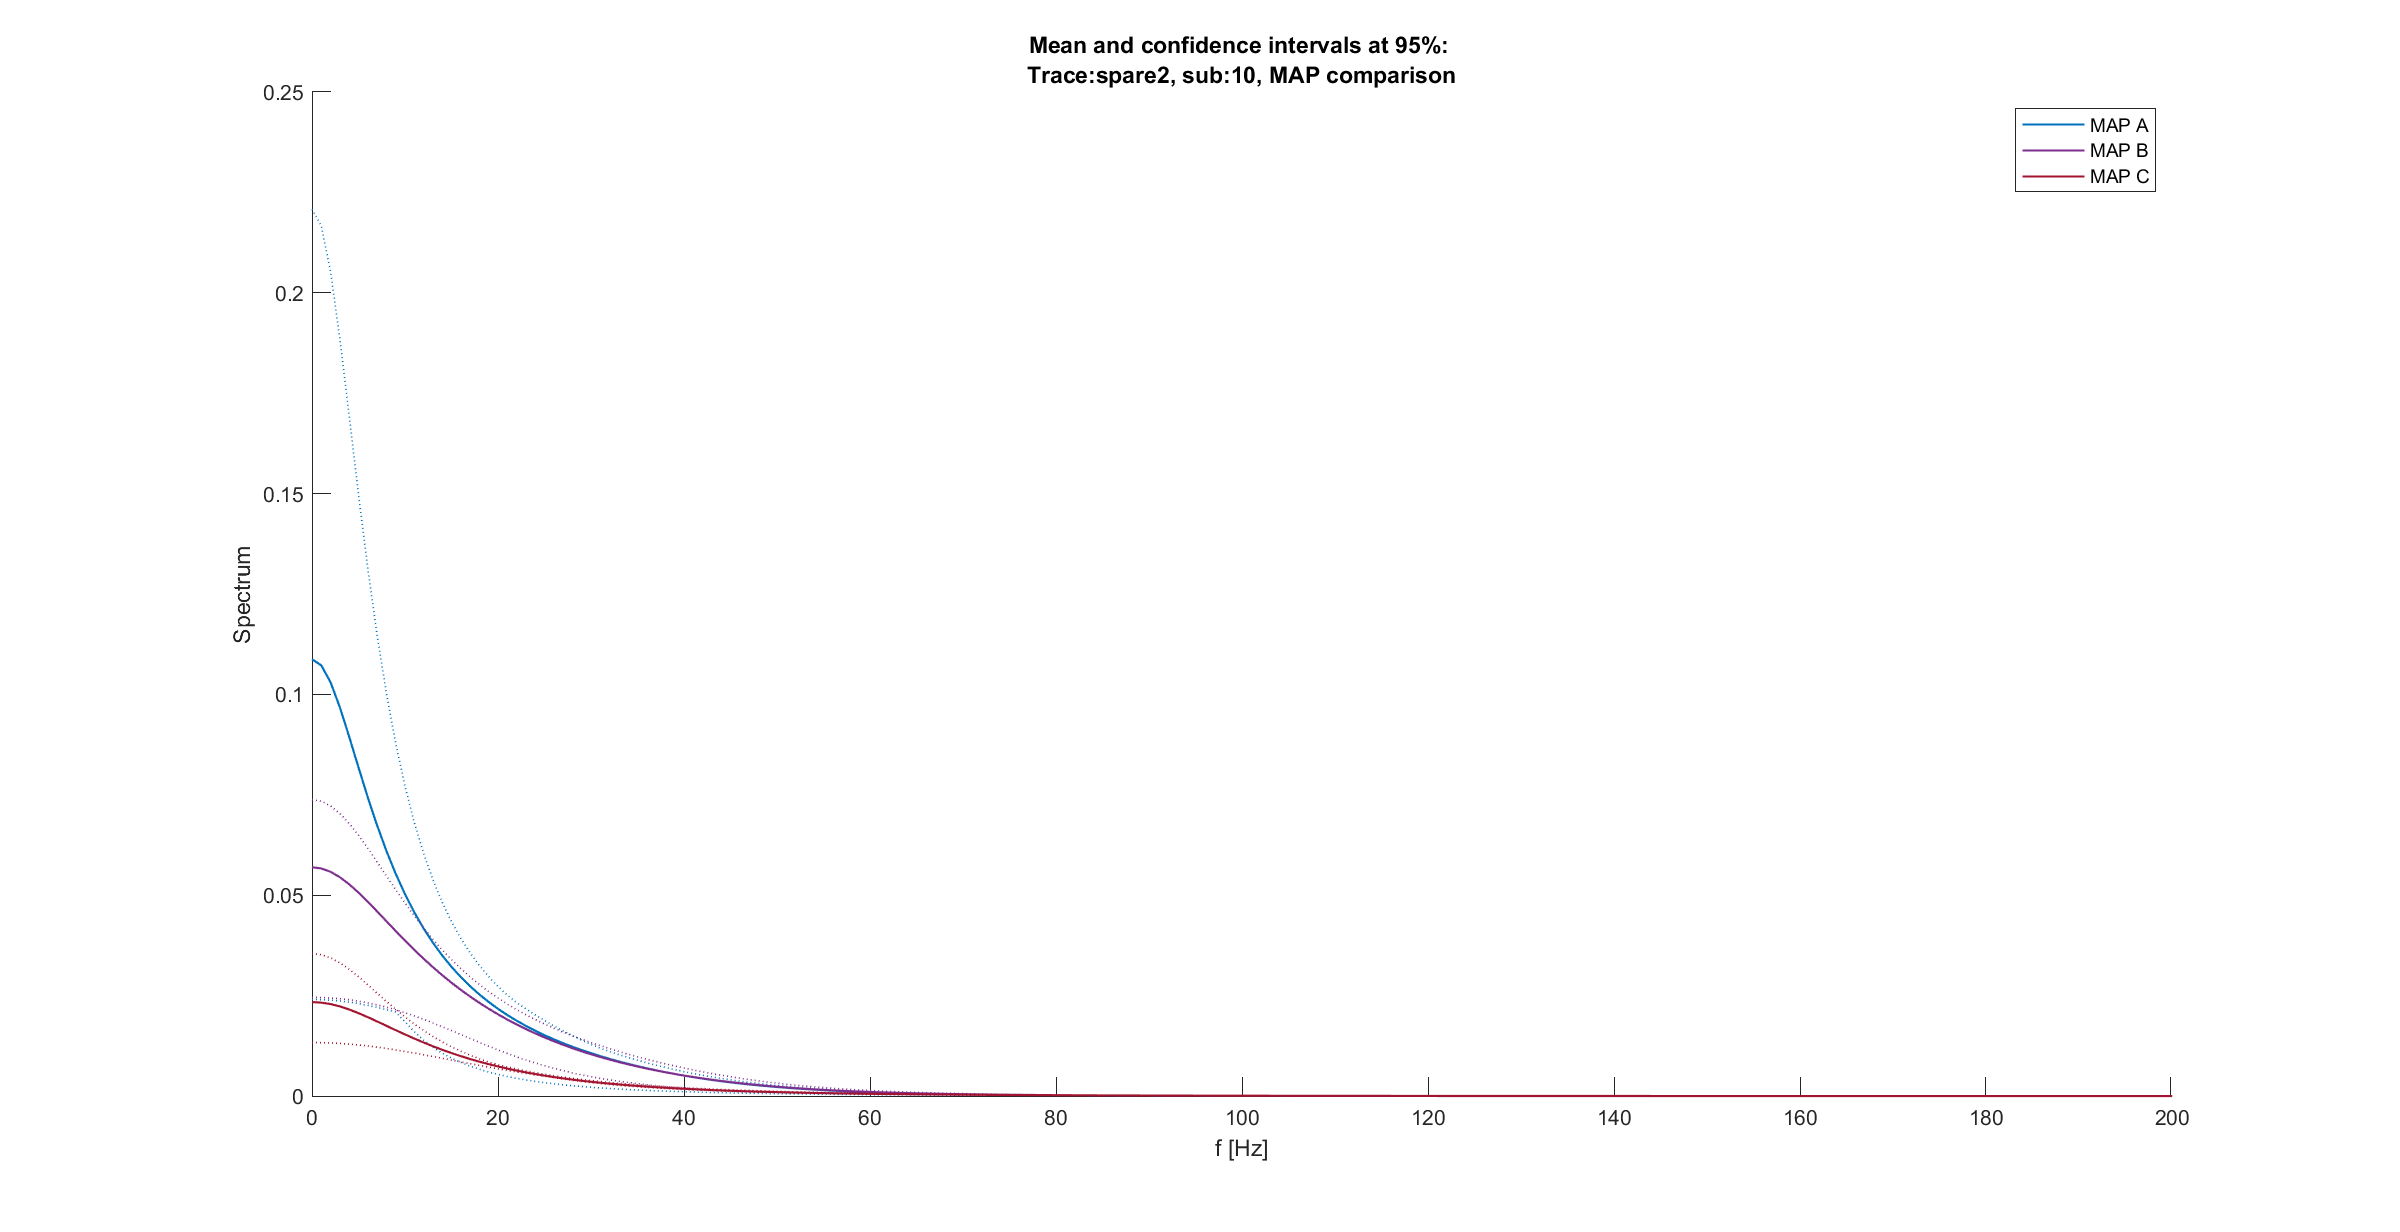 Mean and confidence intervals at 95%:
Trace:spare2, sub:10, MAP comparison
MAP A
MAP B
MAP C
Spectrum
0.25
0.2
0.15
0.1
0.05
0
0 20 40 60 80 100 120 140 160 180 200
f [Hz]